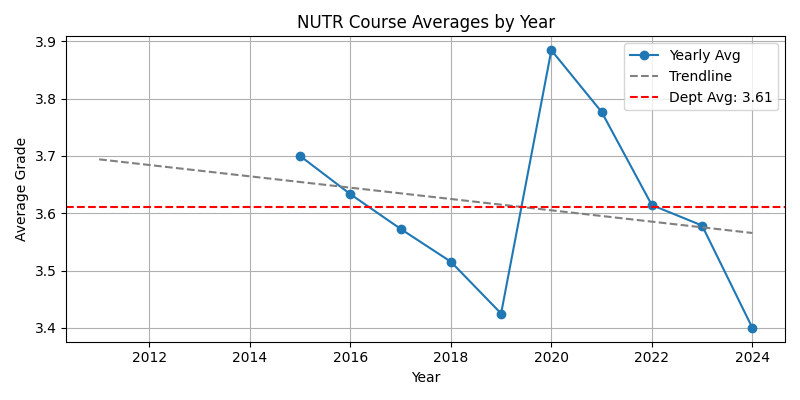 NUTR Course Averages by Year
Yearly Avg
Trendline
Dept Avg: 3.61
Average Grade
3.9
3.8
3.7
3.6
3.5
3.4
2012 2014 2016 2018 2020 2022 2024
Year